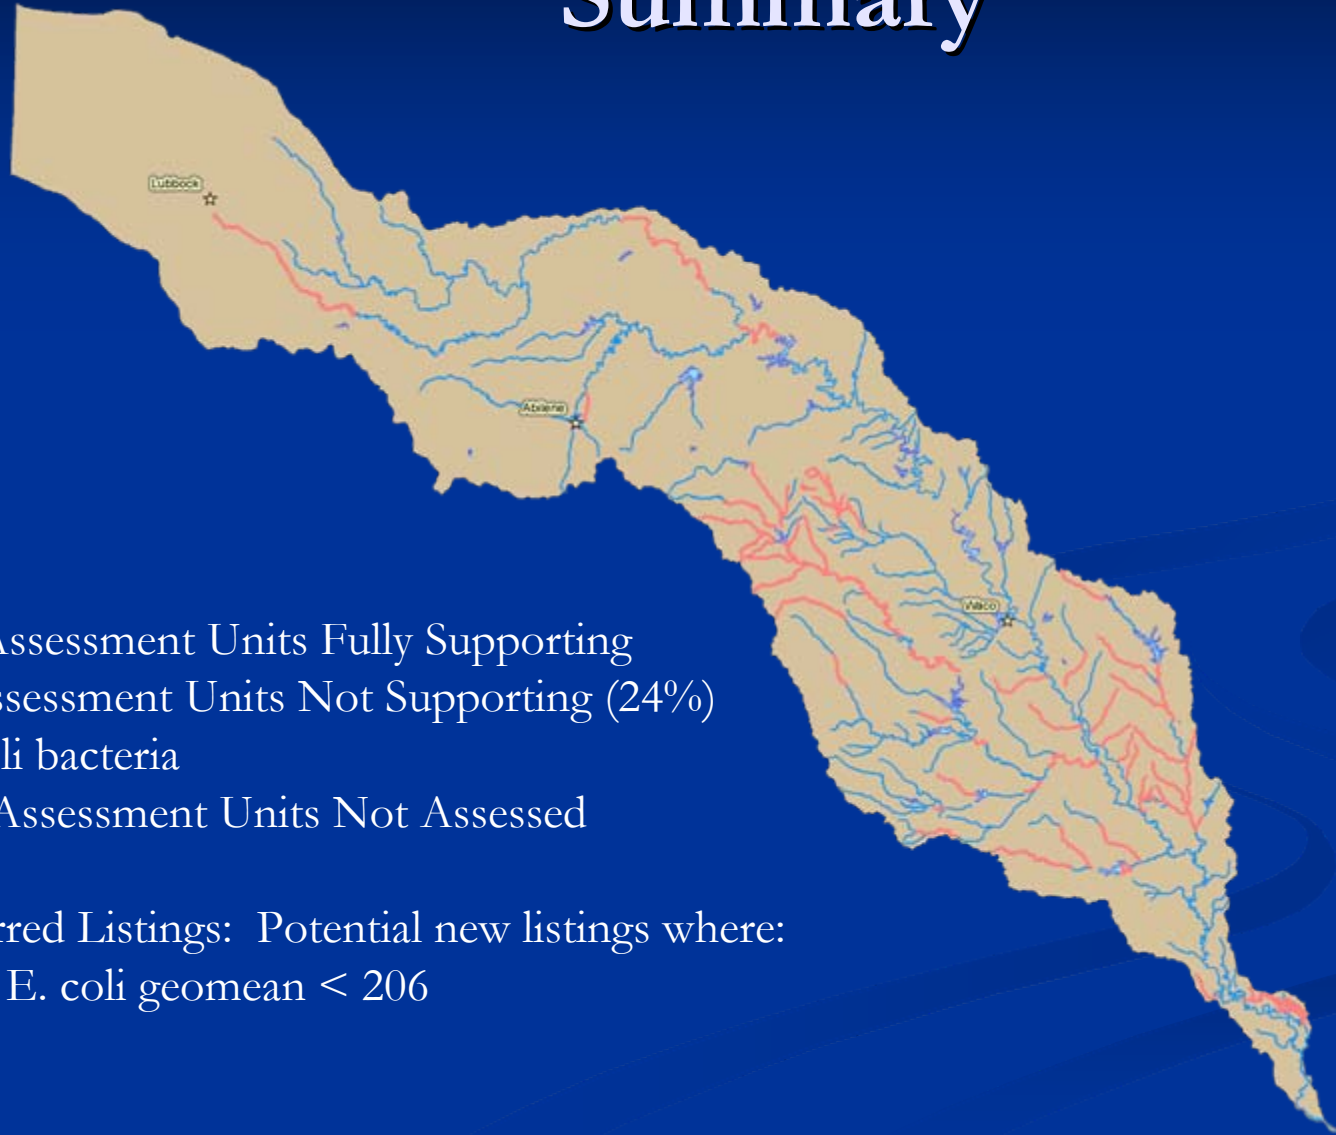 Summary
Lubbock
Abilene
Waco
Assessment Units Fully Supporting
ssessment Units Not Supporting (24%)
li bacteria
Assessment Units Not Assessed
rred Listings: Potential new listings where:
E. coli geomean < 206